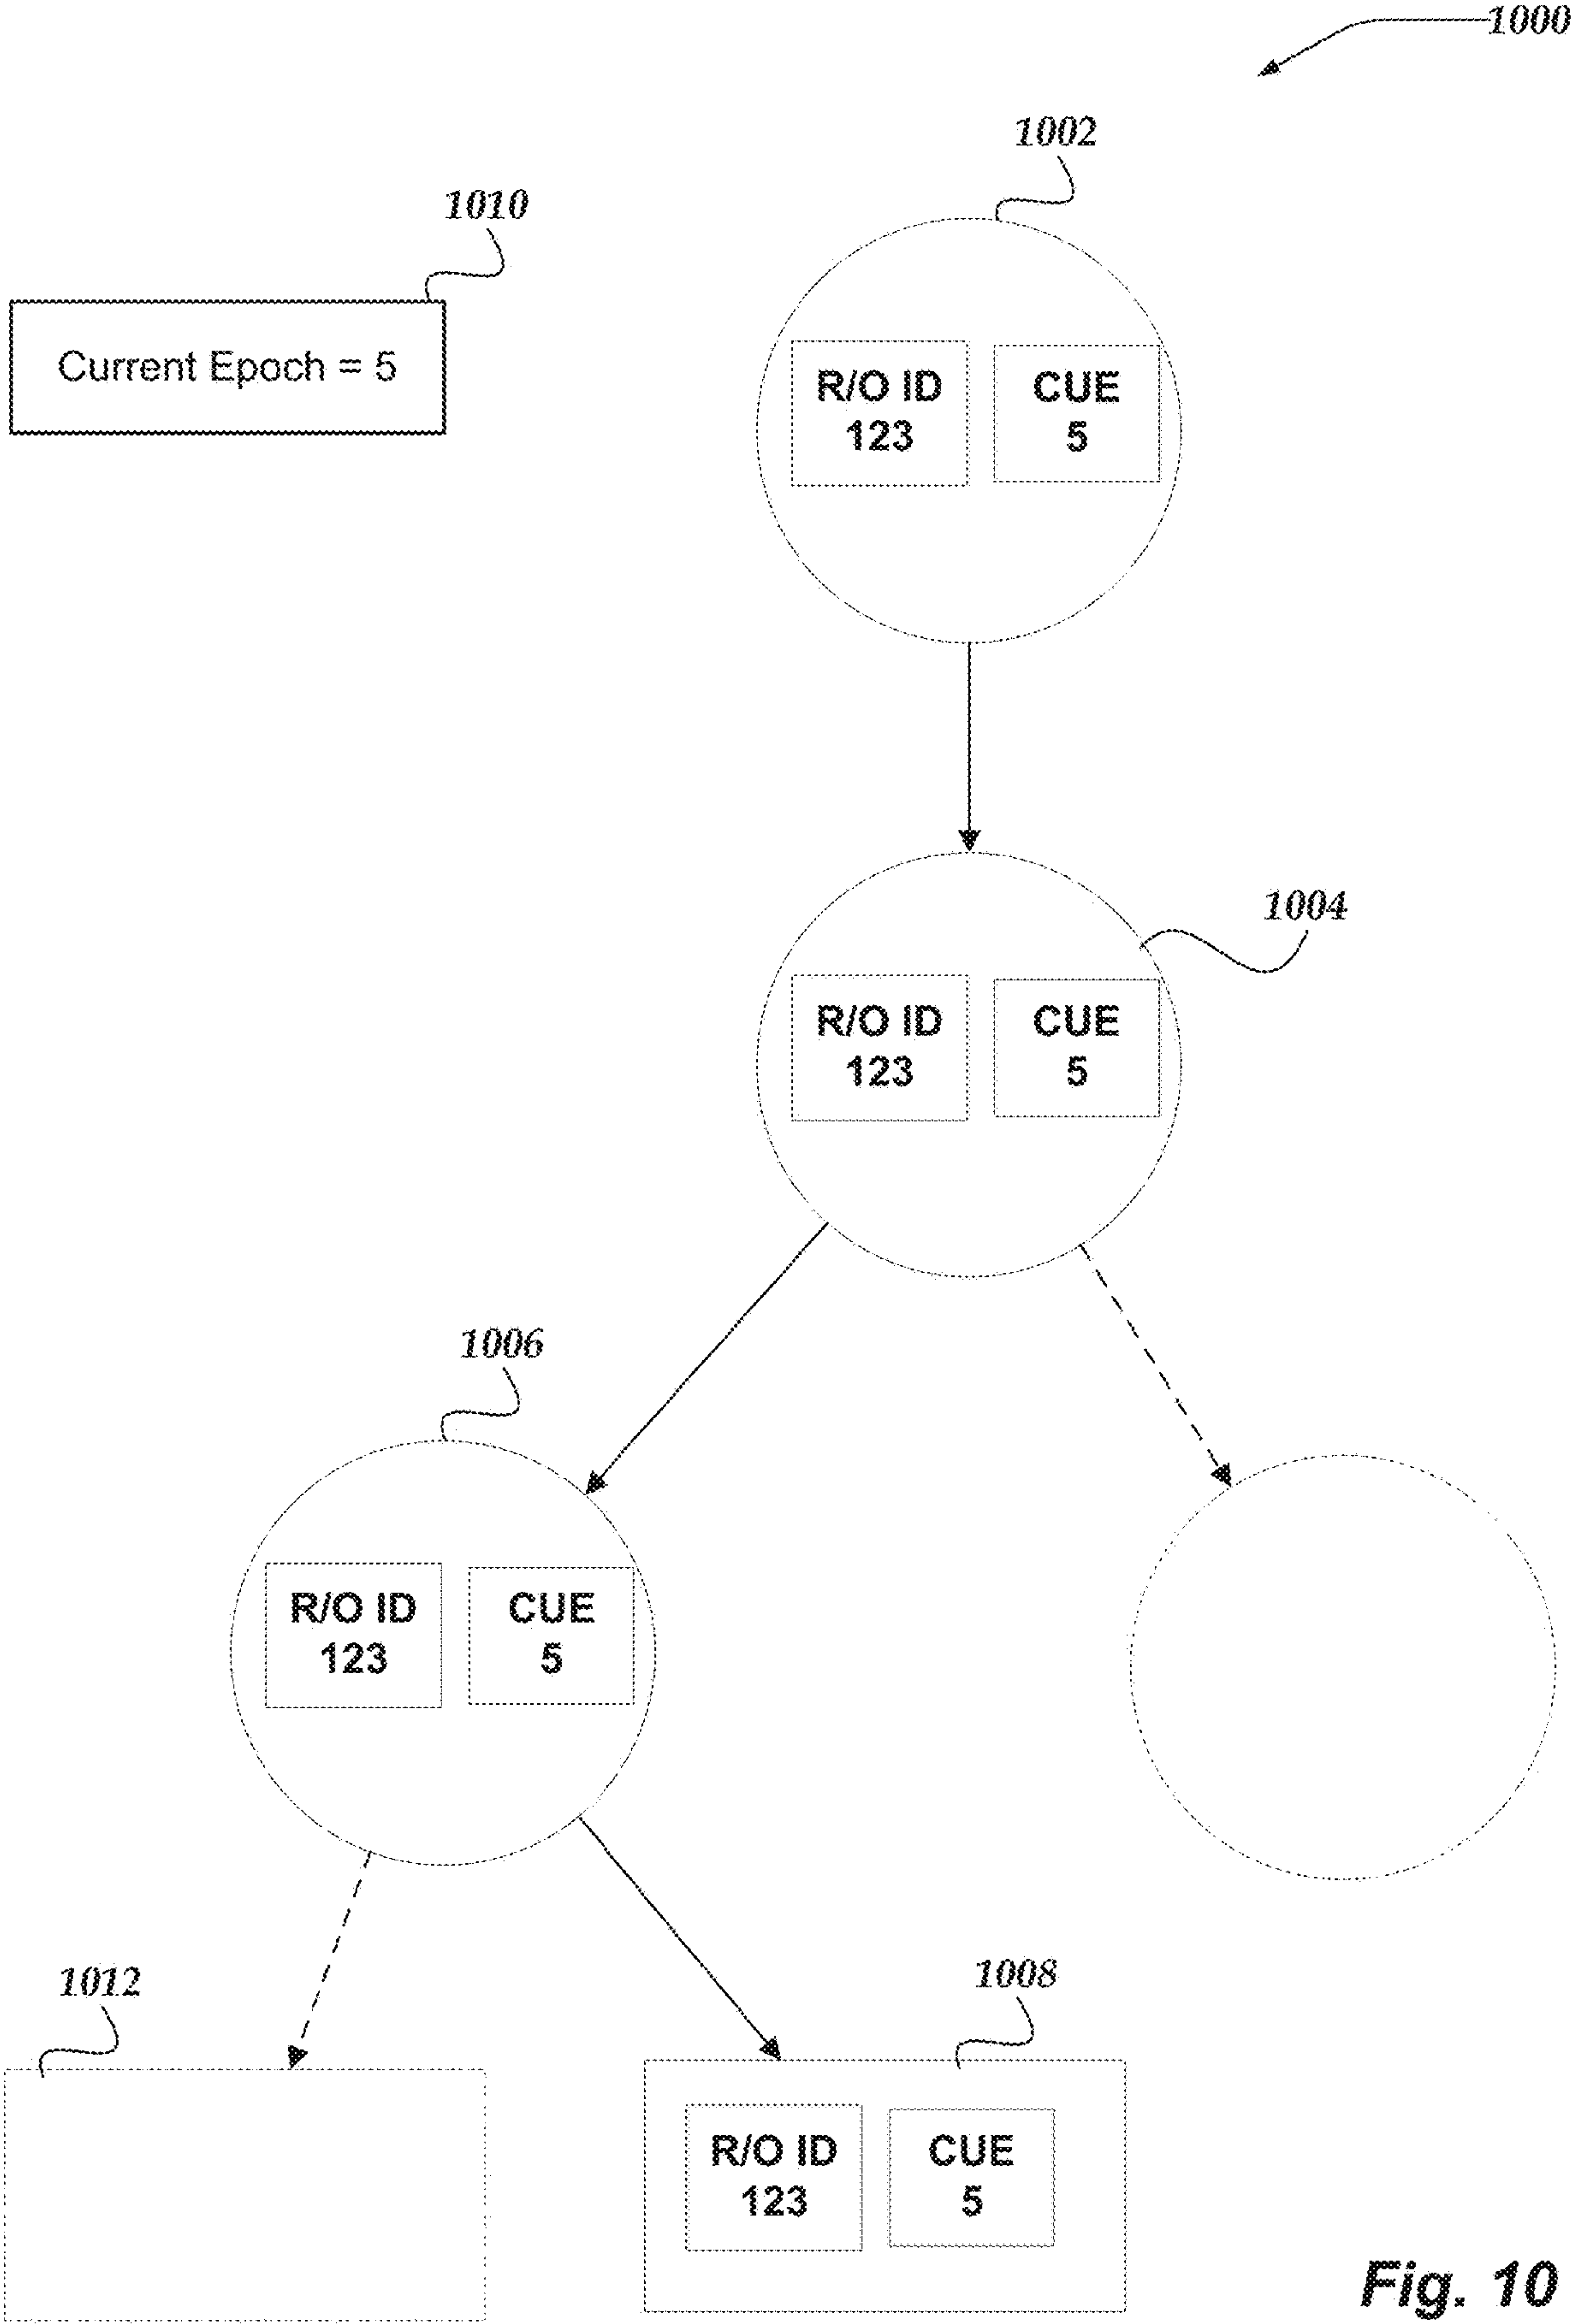 1000
1002
1010
Current Epoch = 5
R/O ID
123
CUE
5
1004
R/O ID
123
CUE
5
1006
R/O ID
123
CUE
5
1012
1008
R/O ID
123
CUE
5
Fig. 10